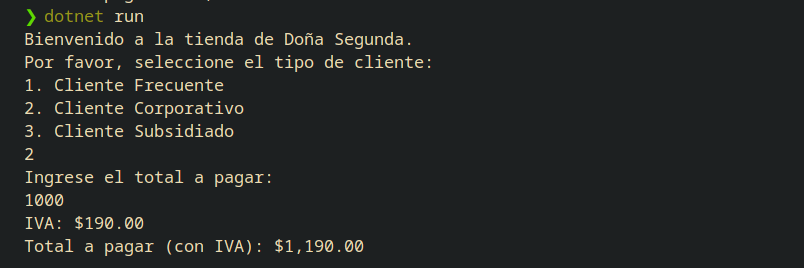 ❯ dotnet run
Bienvenido a la tienda de Doña Segunda.
Por favor, seleccione el tipo de cliente:
1. Cliente Frecuente
2. Cliente Corporativo
3. Cliente Subsidiado
2
Ingrese el total a pagar:
1000
IVA: $190.00
Total a pagar (con IVA): $1,190.00